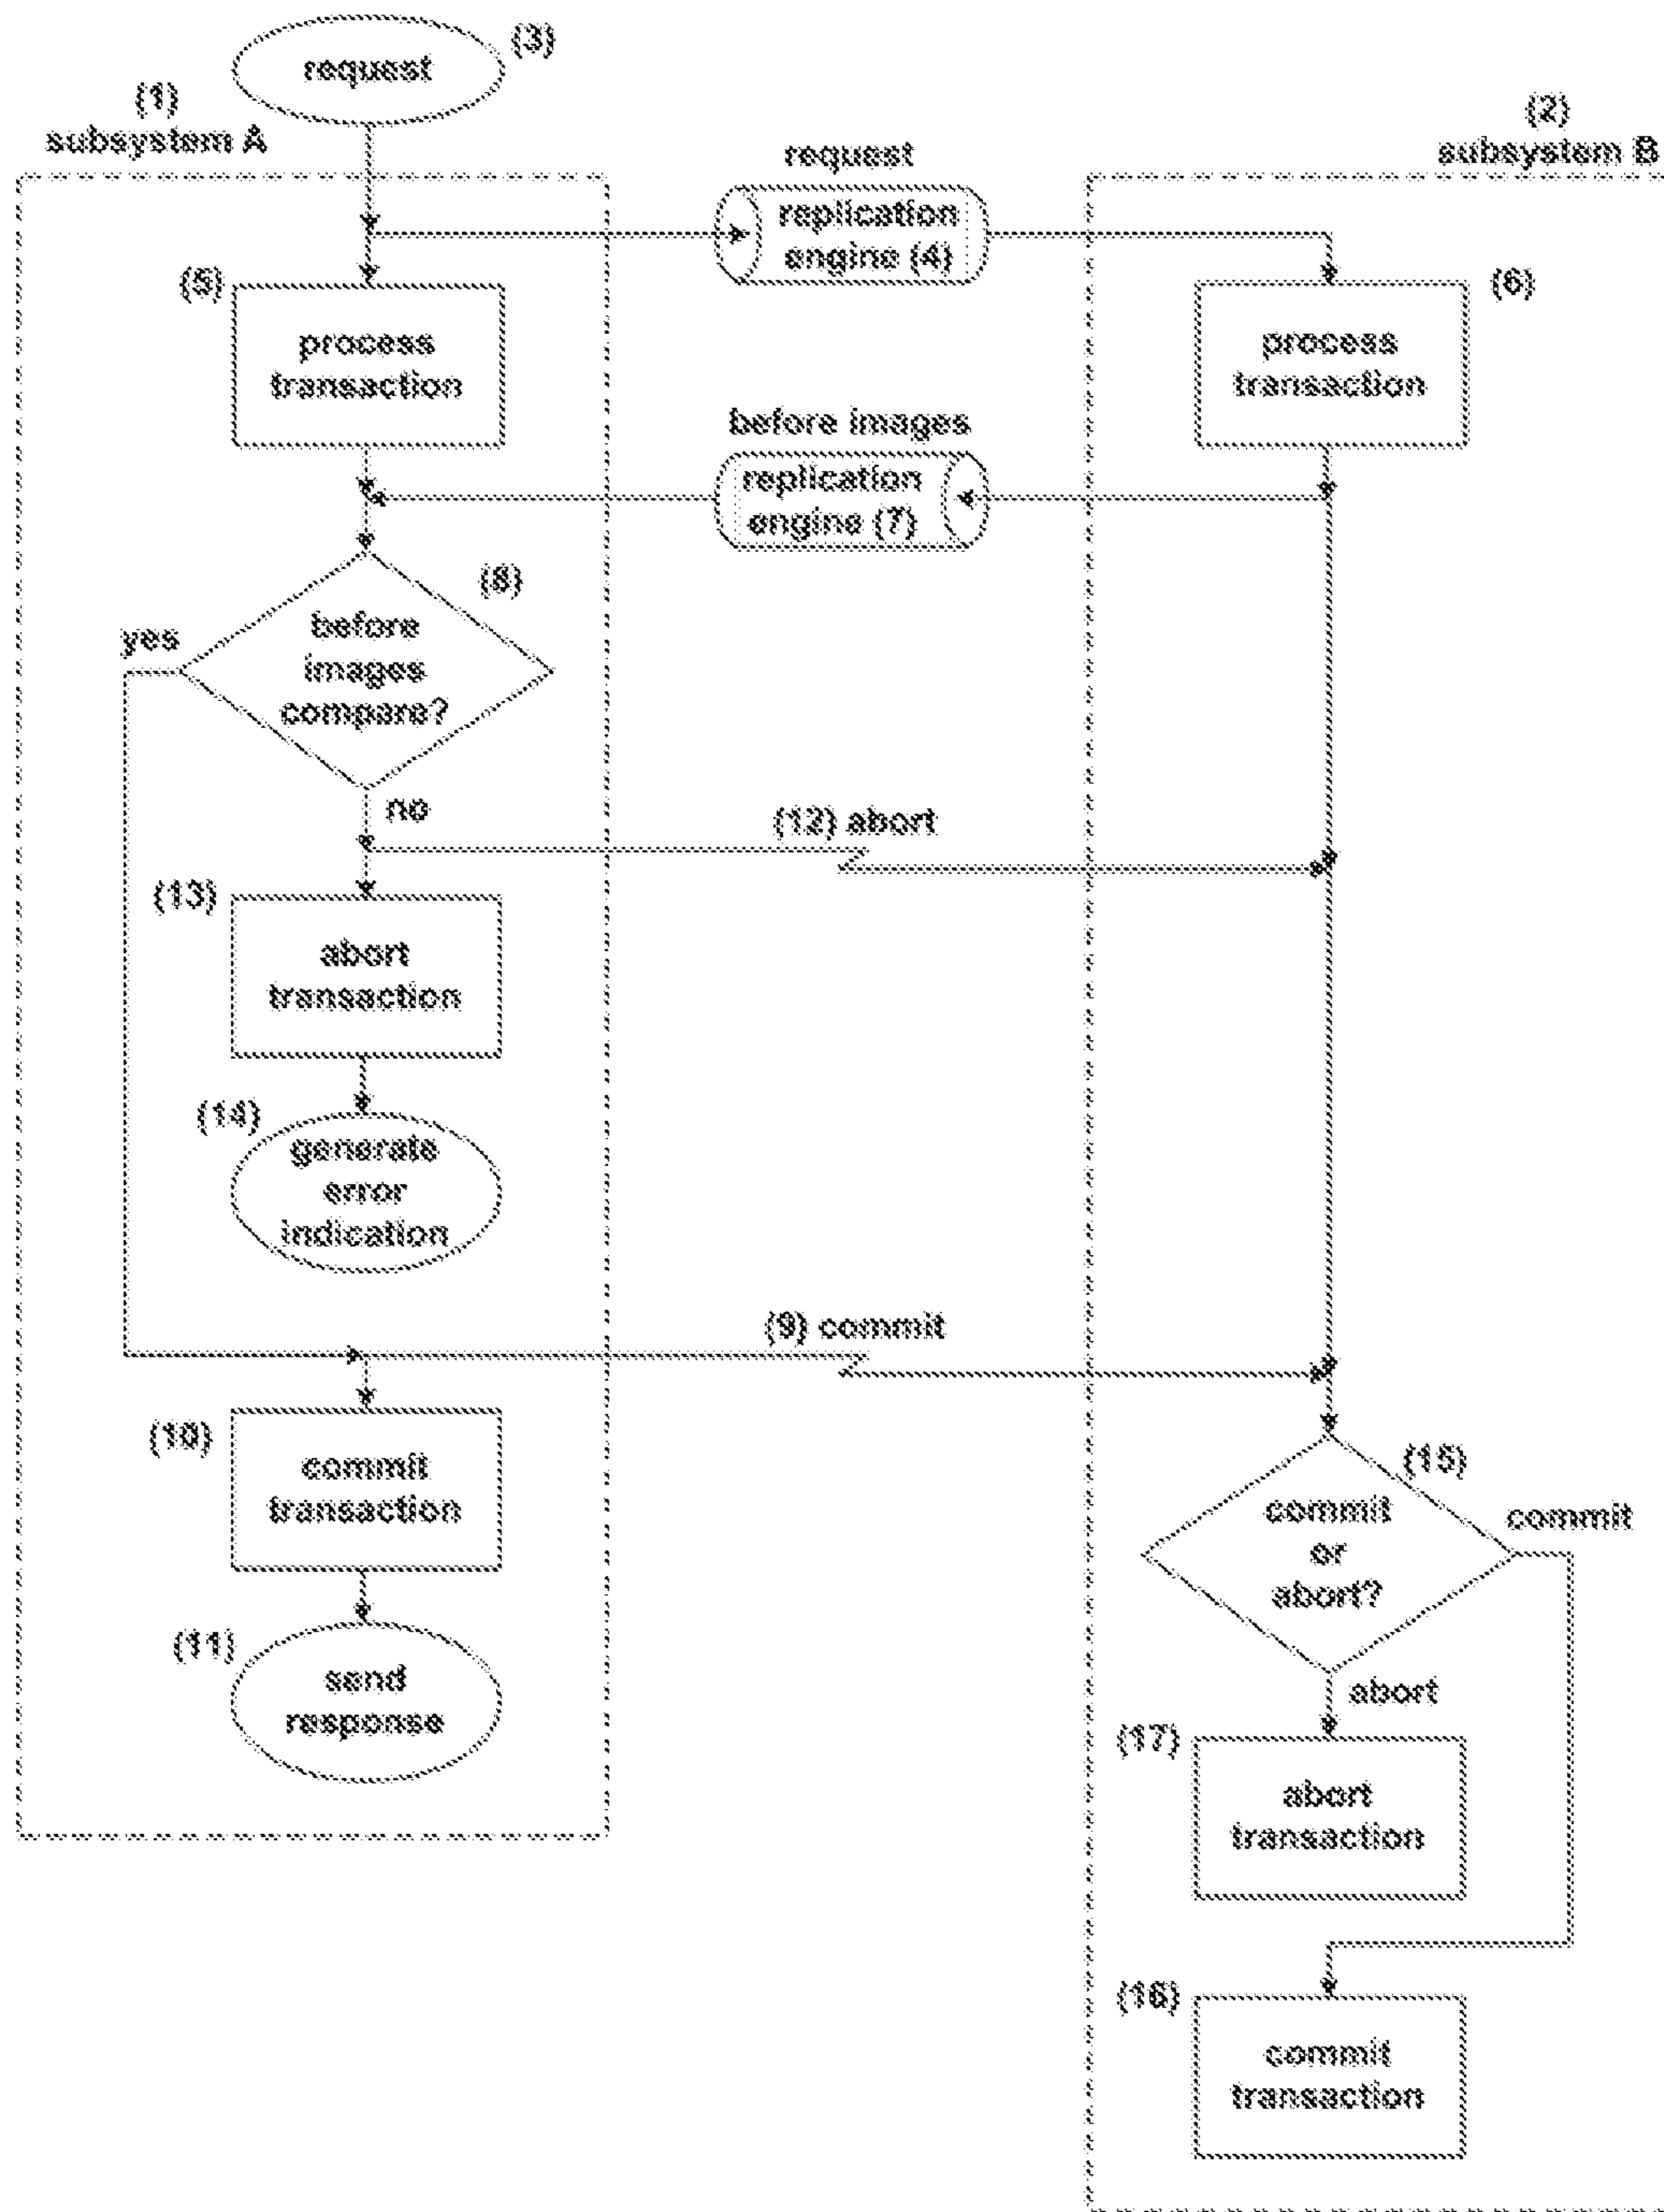 request
(3)
(1)
subsystem A
(2)
subsystem B
request
replication
engine (4)
(5)
process
transaction
(6)
process
transaction
before images
replication
engine (7)
(8)
before
images
compare?
yes
no
(12) abort
(13)
abort
transaction
(14)
generate
error
indication
(9) commit
(10)
commit
transaction
(11)
send
response
(15)
commit
or
abort?
commit
abort
(17)
abort
transaction
(16)
commit
transaction